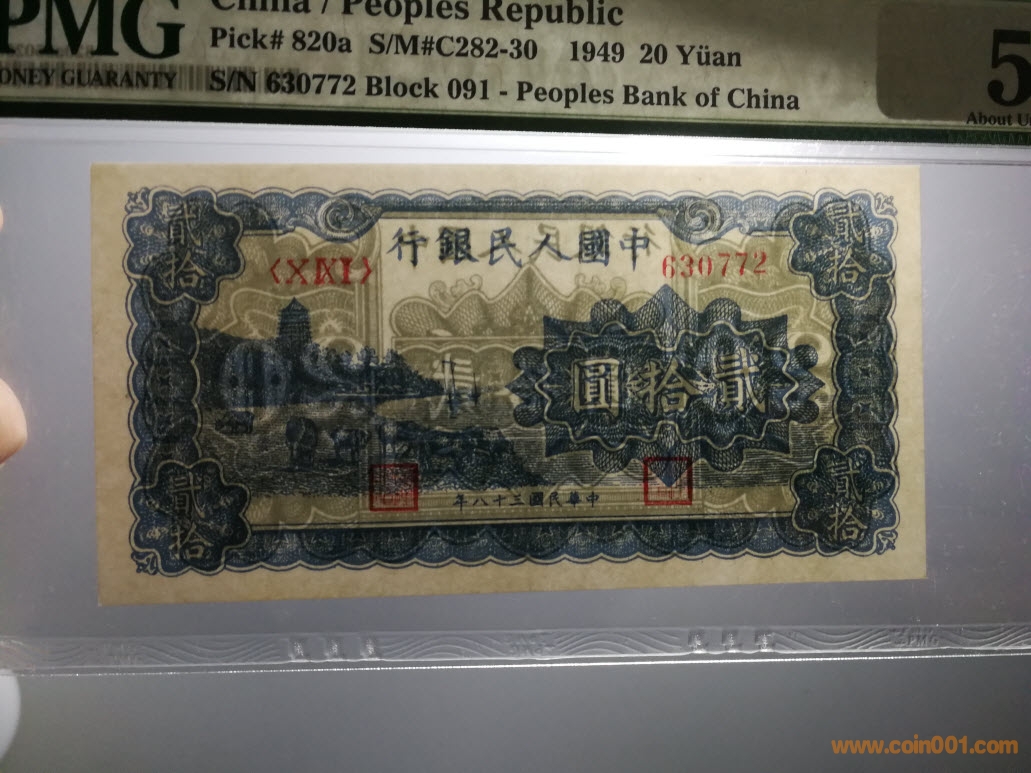 China / Peoples Republic
PMG
Pick# 820a S/M#C282-30 1949 20 Yüan
MONEY GUARANTY
S/N 630772 Block 091 - Peoples Bank of China
5
About
貳拾
行銀民人國中
貳拾
630772
圓拾貳
貳拾
年八十三國民華中
貳拾
www.coin001.com